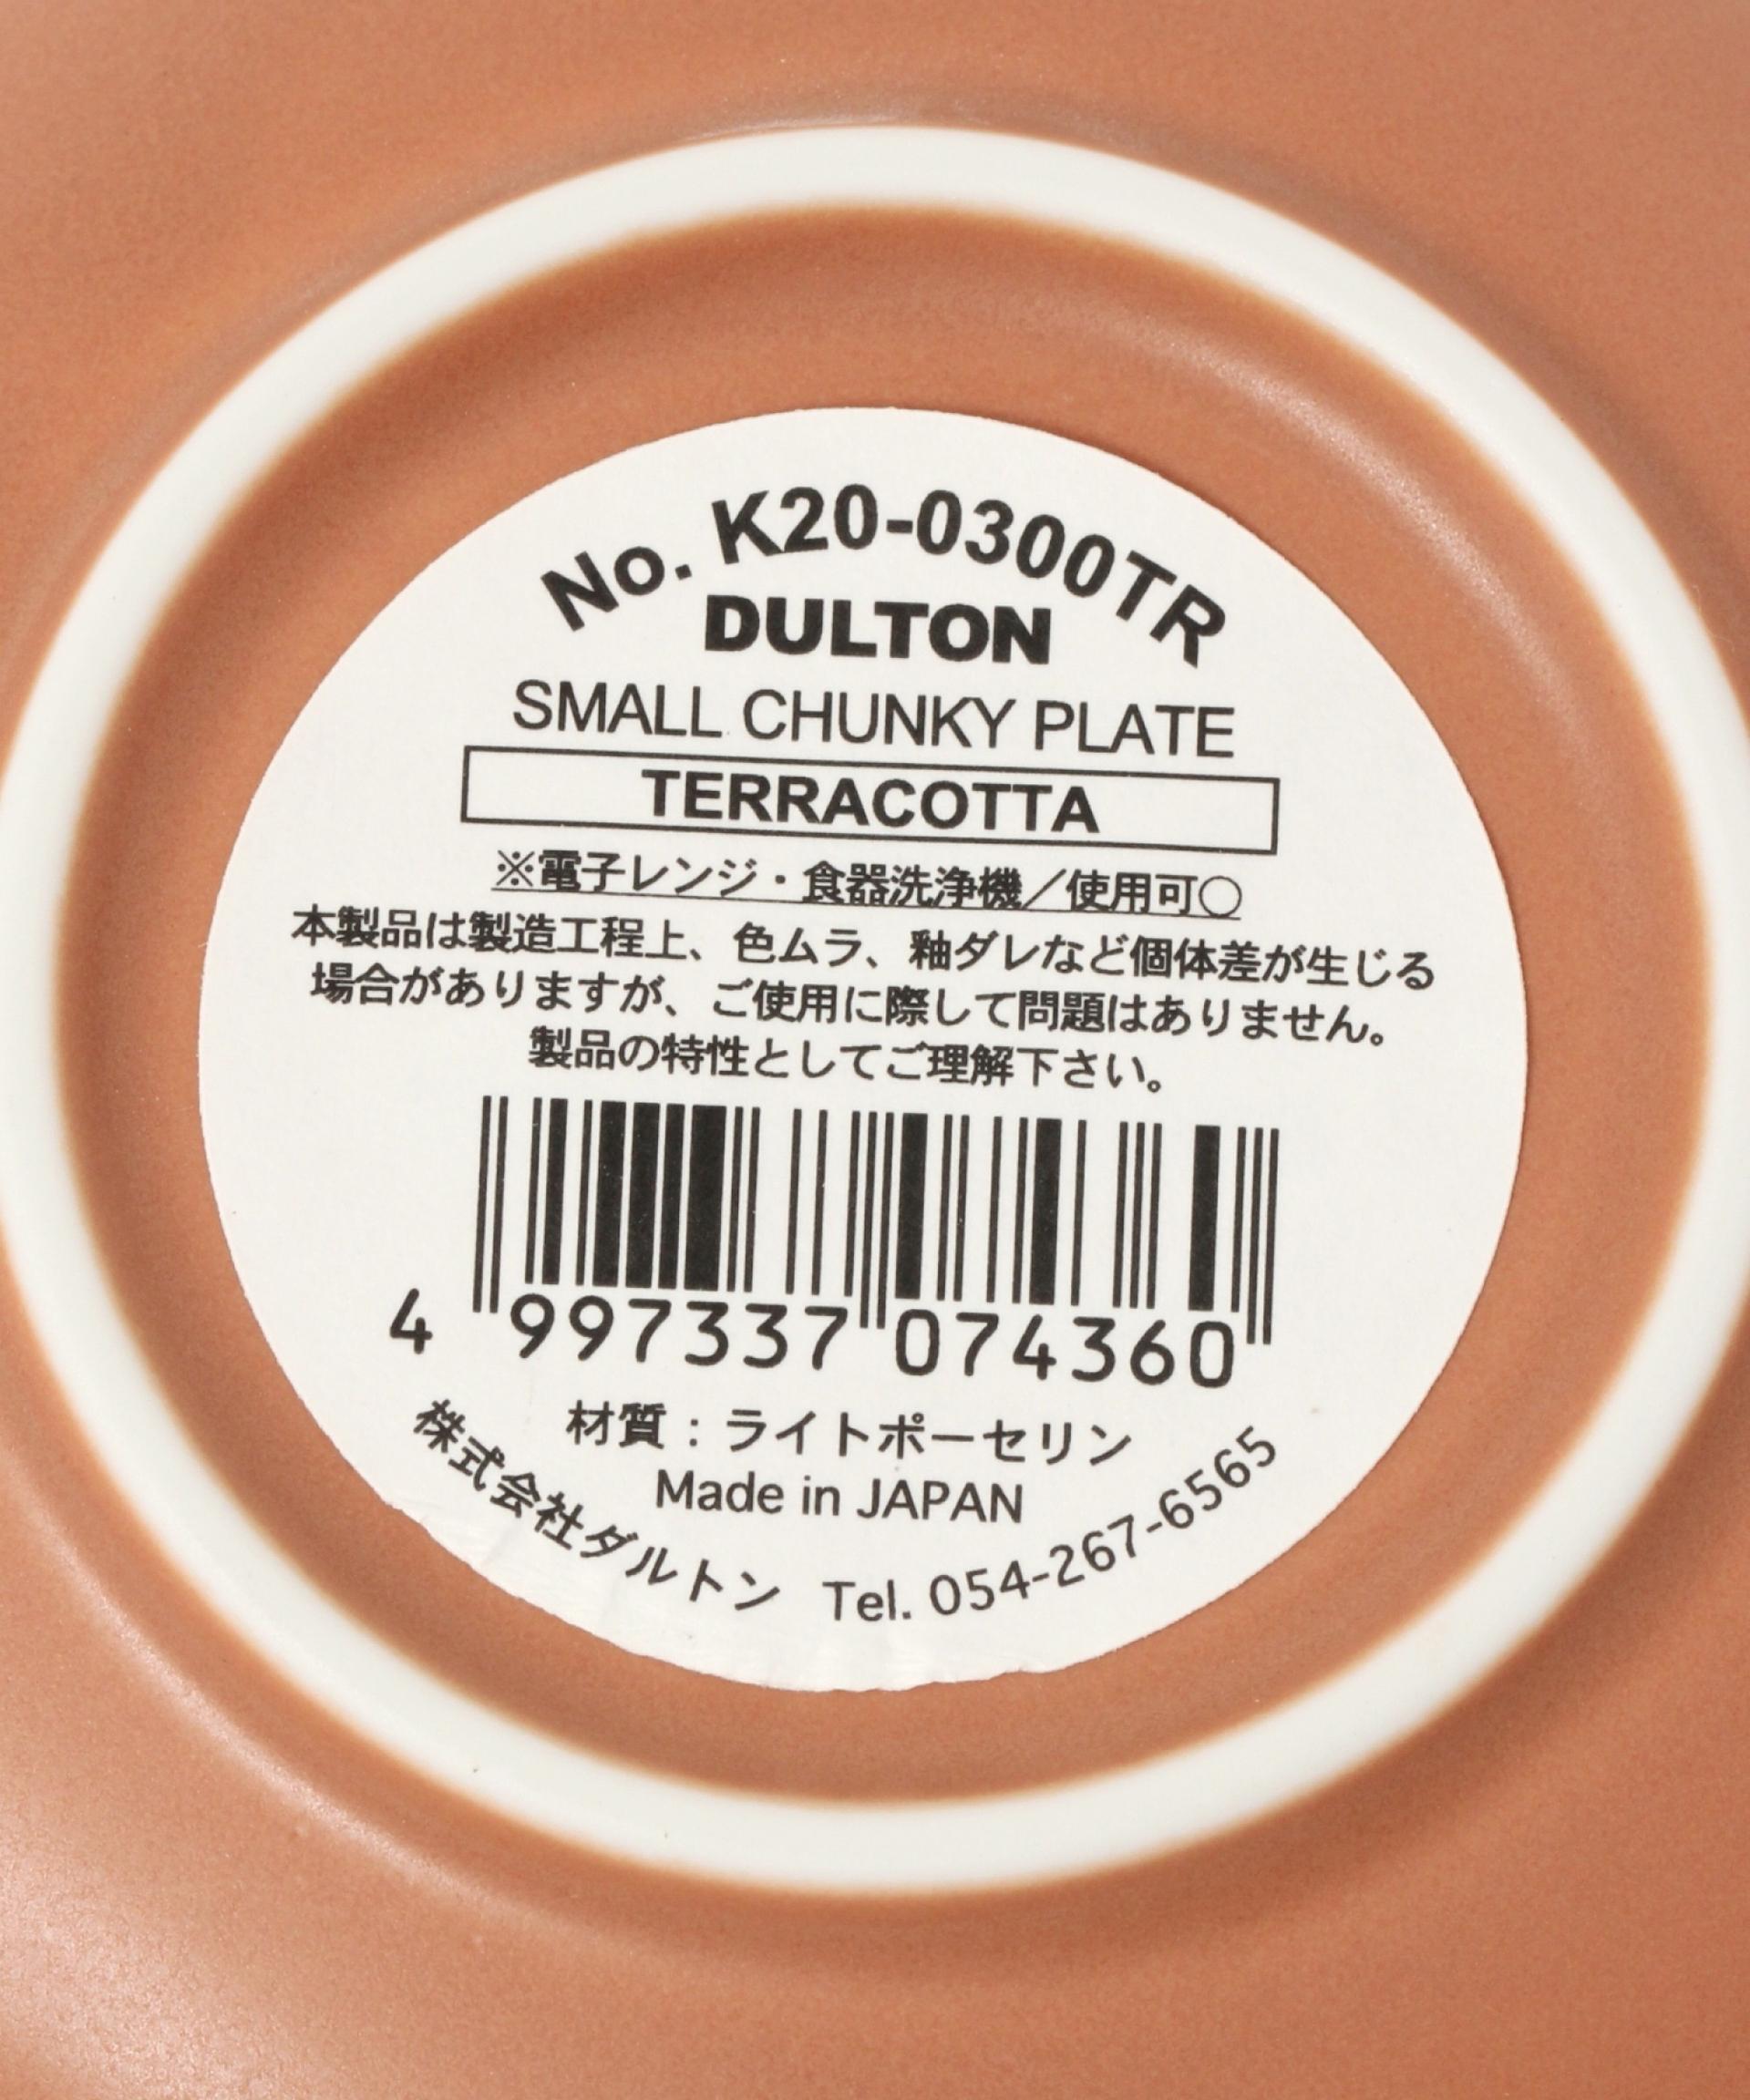 No. K20-0300TR
DULTON
SMALL CHUNKY PLATE
TERRACOTTA
※電子レンジ・食器洗浄機／使用可○
本製品は製造工程上、色ムラ、釉ダレなど個体差が生じる
場合がありますが、ご使用に際して問題はありません。
製品の特性としてご理解下さい。
4 997337 074360
材質：ライトポーセリン
Made in JAPAN
株式会社ダルトン Tel. 054-267-6565